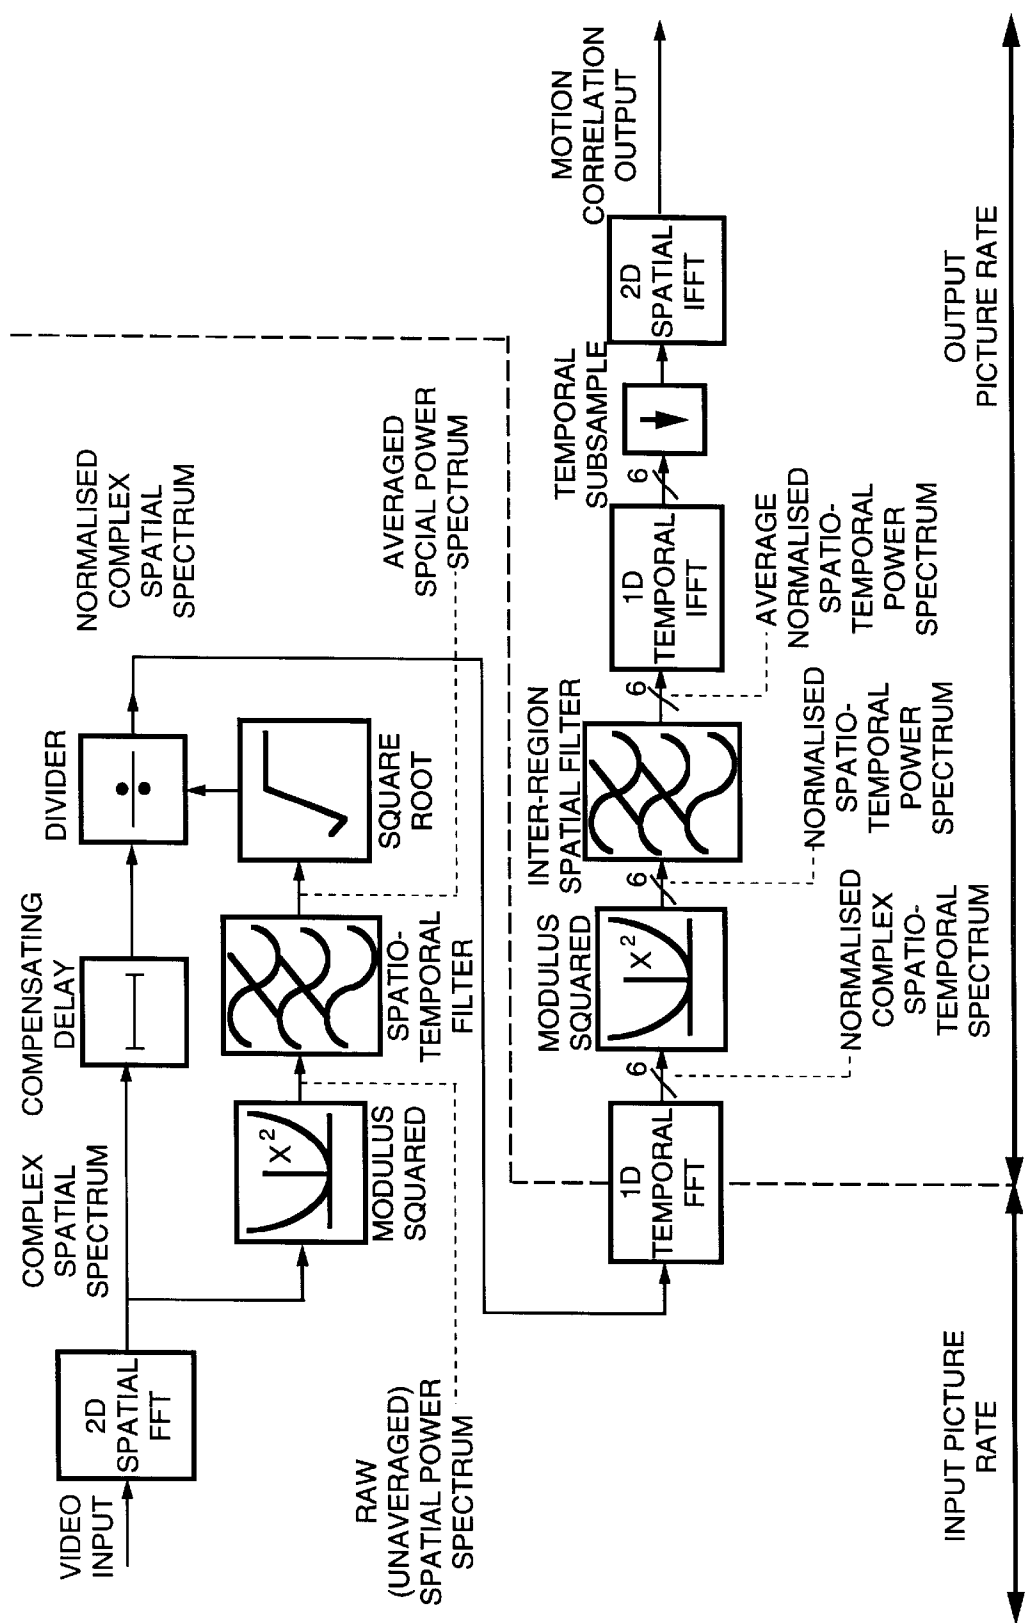 VIDEO
INPUT
2D
SPATIAL
FFT
COMPLEX
SPATIAL
SPECTRUM
COMPENSATING
DELAY
DIVIDER
NORMALISED
COMPLEX
SPATIAL
SPECTRUM
X²
MODULUS
SQUARED
SPATIO-
TEMPORAL
FILTER
SQUARE
ROOT
RAW
(UNAVERAGED)
SPATIAL POWER
SPECTRUM
AVERAGED
SPCIAL POWER
SPECTRUM
1D
TEMPORAL
FFT
6
MODULUS
SQUARED
X²
6
INTER-REGION
SPATIAL FILTER
6
1D
TEMPORAL
IFFT
6
TEMPORAL
SUBSAMPLE
2D
SPATIAL
IFFT
MOTION
CORRELATION
OUTPUT
NORMALISED
COMPLEX
SPATIO-
TEMPORAL
SPECTRUM
NORMALISED
SPATIO-
TEMPORAL
POWER
SPECTRUM
AVERAGE
NORMALISED
SPATIO-
TEMPORAL
POWER
SPECTRUM
INPUT PICTURE
RATE
OUTPUT
PICTURE RATE